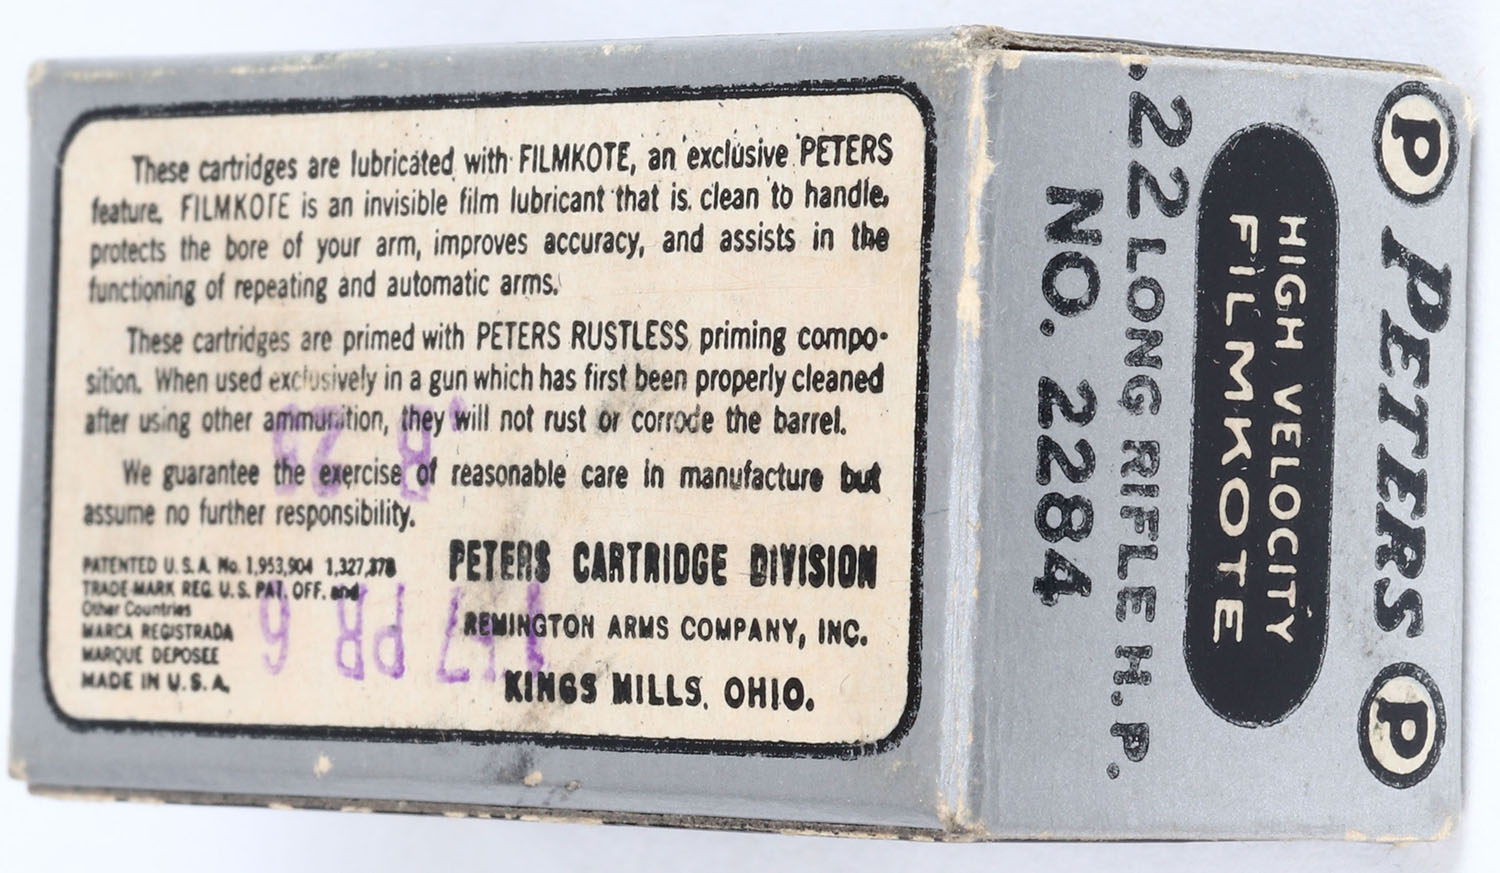 These cartridges are lubricated with FILMKOTE, an exclusive PETERS
feature. FILMKOTE is an invisible film lubricant that is clean to handle,
protects the bore of your arm, improves accuracy, and assists in the
functioning of repeating and automatic arms.
These cartridges are primed with PETERS RUSTLESS priming compo-
sition. When used exclusively in a gun which has first been properly cleaned
after using other ammunition, they will not rust or corrode the barrel.
We guarantee the exercise of reasonable care in manufacture but
assume no further responsibility.
PATENTED U.S.A. No. 1,953,904 1,327,378
TRADE-MARK REG. U.S. PAT. OFF. and
Other Countries
MARCA REGISTRADA
MARQUE DEPOSEE
MADE IN U.S.A.
PETERS CARTRIDGE DIVISION
REMINGTON ARMS COMPANY, INC.
KINGS MILLS, OHIO.
P PETERS P
HIGH VELOCITY
FILMKOTE
.22 LONG RIFLE H.P.
NO. 2284